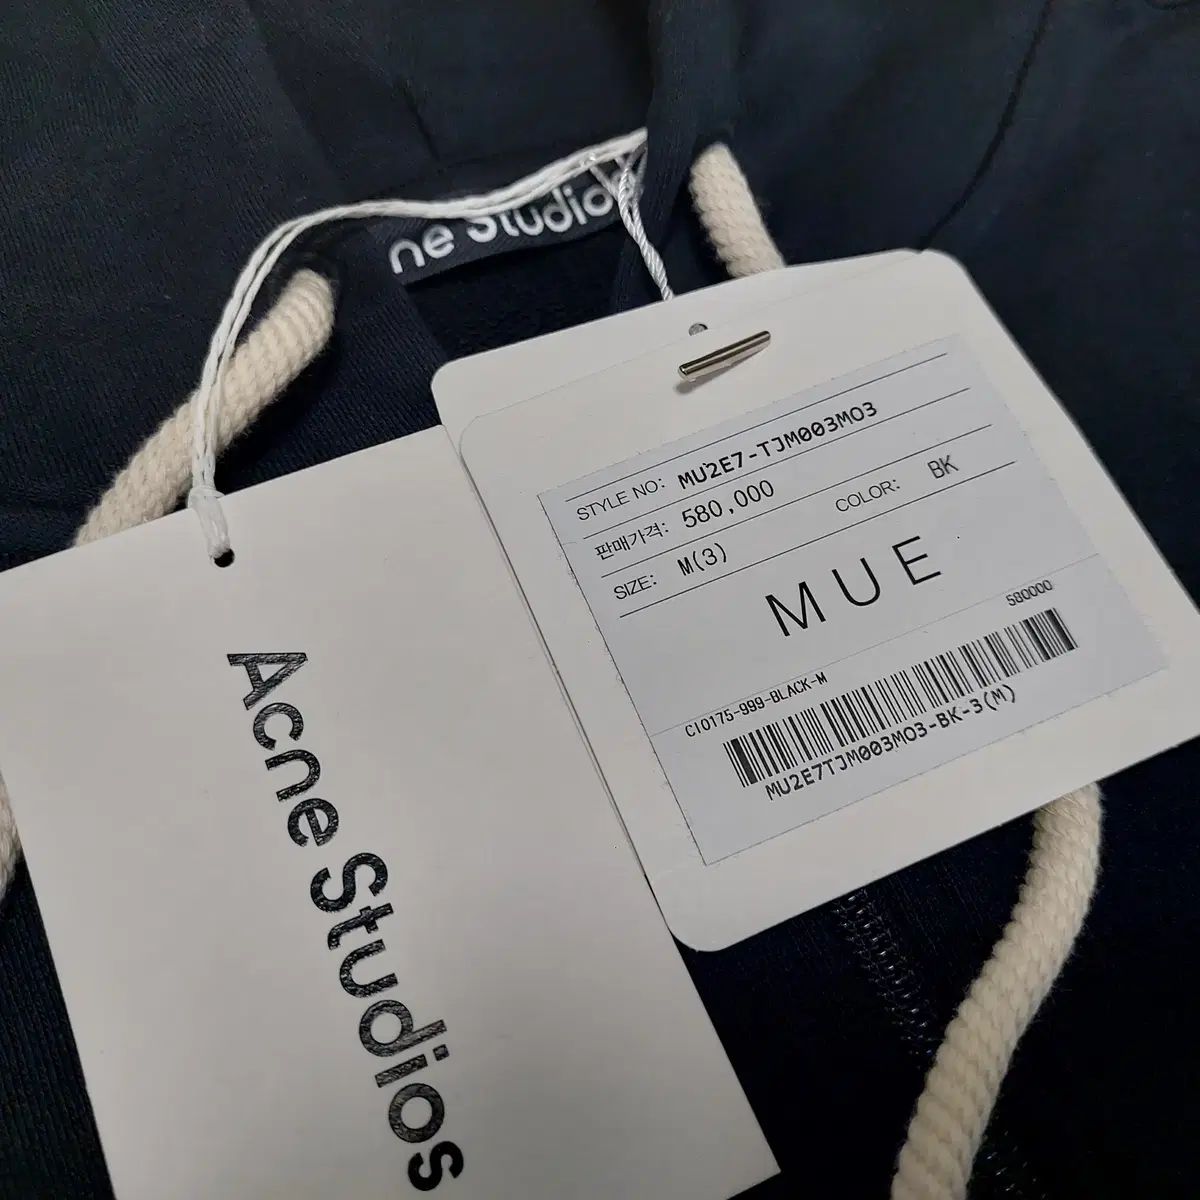 ne Studios
STYLE NO: MU2E7-TJM003MO3
판매가격: 580,000
SIZE: M(3) COLOR: BK
MUE
580000
CI0175-999-BLACK-M
MU2E7TJM003MO3-BK-3(M)
Acne Studios